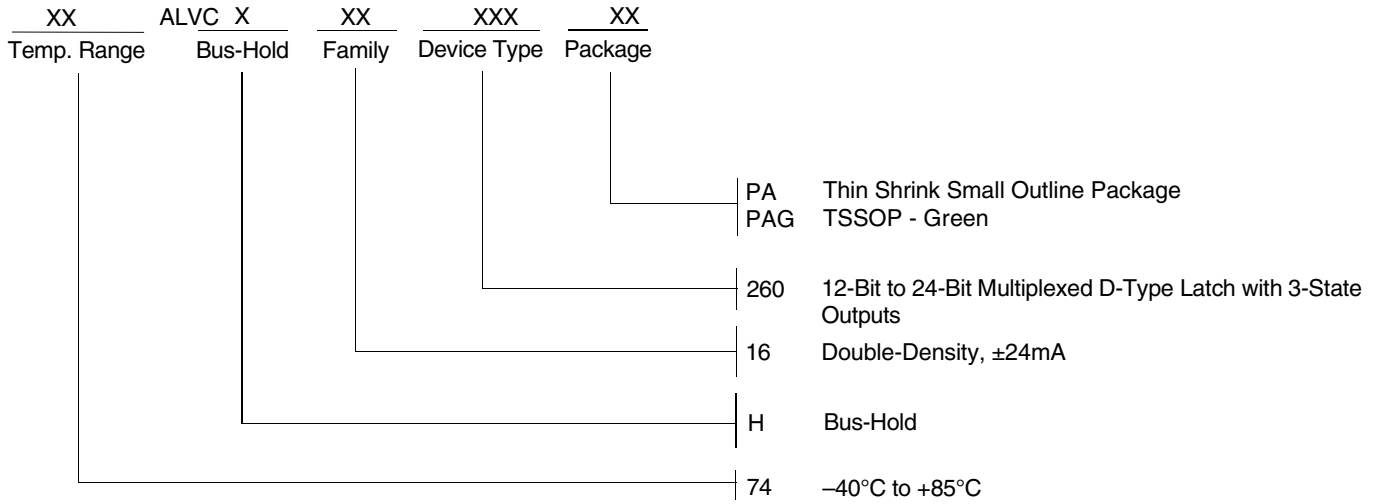 XX ALVC X XX XXX XX
Temp. Range Bus-Hold Family Device Type Package
PA Thin Shrink Small Outline Package
PAG TSSOP - Green
260 12-Bit to 24-Bit Multiplexed D-Type Latch with 3-State
Outputs
16 Double-Density, ±24mA
H Bus-Hold
74 –40°C to +85°C